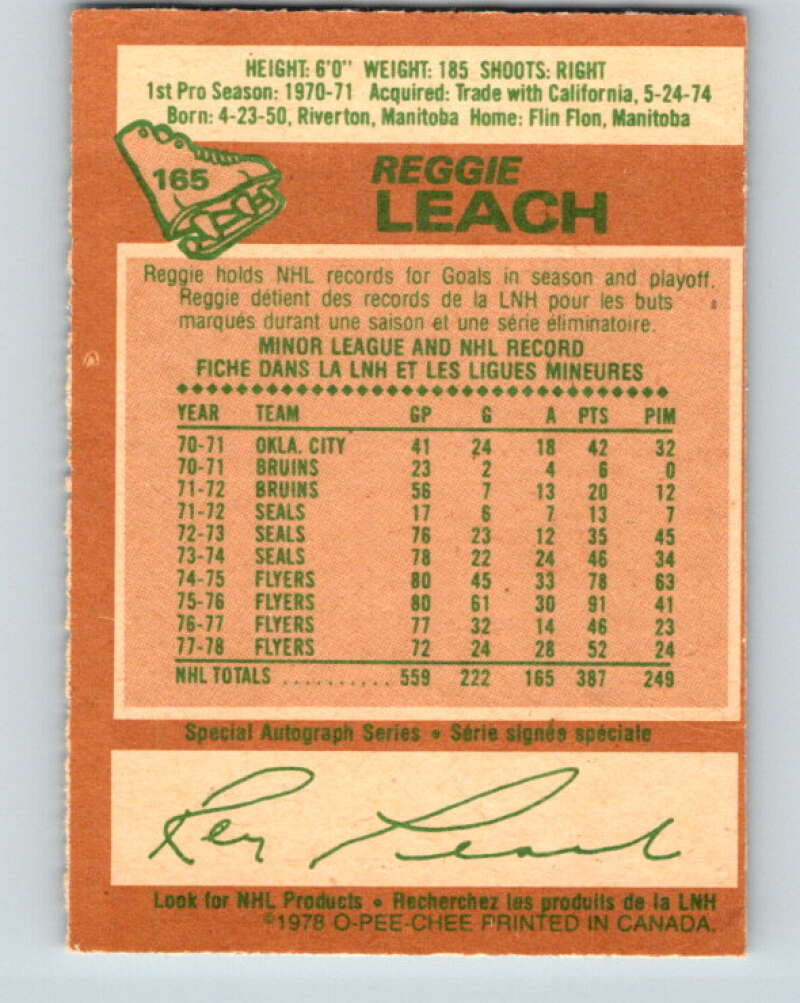 HEIGHT: 6'0" WEIGHT: 185 SHOOTS: RIGHT
1st Pro Season: 1970-71 Acquired: Trade with California, 5-24-74
Born: 4-23-50, Riverton, Manitoba Home: Flin Flon, Manitoba
165
REGGIE
LEACH
Reggie holds NHL records for Goals in season and playoff.
Reggie détient des records de la LNH pour les buts
marqués durant une saison et une série éliminatoire.
MINOR LEAGUE AND NHL RECORD
FICHE DANS LA LNH ET LES LIGUES MINEURES
YEAR TEAM GP G A PTS PIM
70-71 OKLA. CITY 41 24 18 42 32
70-71 BRUINS 23 2 4 6 0
71-72 BRUINS 56 7 13 20 12
71-72 SEALS 17 6 7 13 7
72-73 SEALS 76 23 12 35 45
73-74 SEALS 78 22 24 46 34
74-75 FLYERS 80 45 33 78 63
75-76 FLYERS 80 61 30 91 41
76-77 FLYERS 77 32 14 46 23
77-78 FLYERS 72 24 28 52 24
NHL TOTALS .......... 559 222 165 387 249
Special Autograph Series • Série signée spéciale
Reg Leach
Look for NHL Products • Recherchez les produits de la LNH
©1978 O-PEE-CHEE PRINTED IN CANADA.